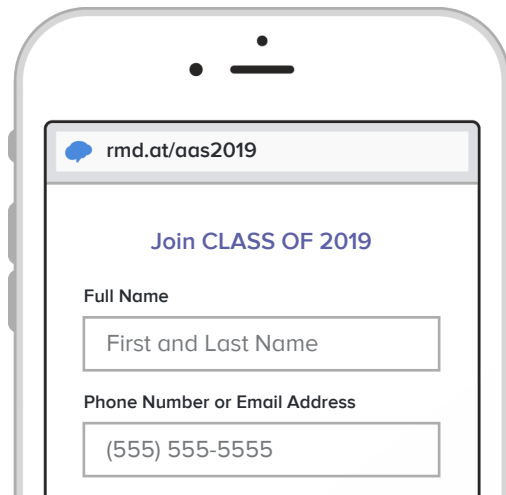 rmd.at/aas2019
Join CLASS OF 2019
Full Name
First and Last Name
Phone Number or Email Address
(555) 555-5555